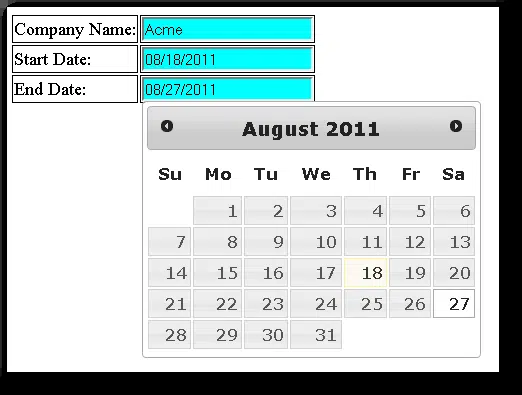 Company Name: Acme
Start Date: 08/18/2011
End Date: 08/27/2011
August 2011
Su Mo Tu We Th Fr Sa
1 2 3 4 5 6
7 8 9 10 11 12 13
14 15 16 17 18 19 20
21 22 23 24 25 26 27
28 29 30 31